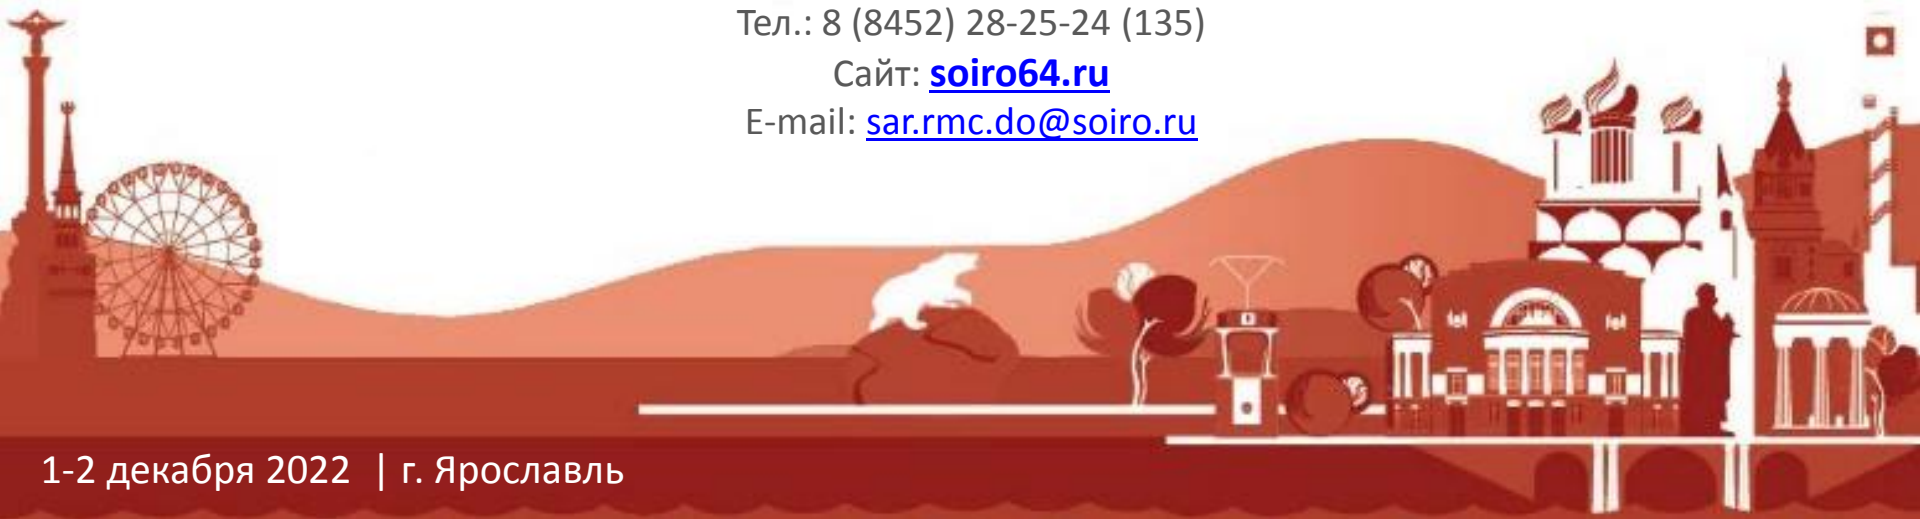 Тел.: 8 (8452) 28-25-24 (135)
Сайт: soiro64.ru
E-mail: sar.rmc.do@soiro.ru
1-2 декабря 2022 | г. Ярославль